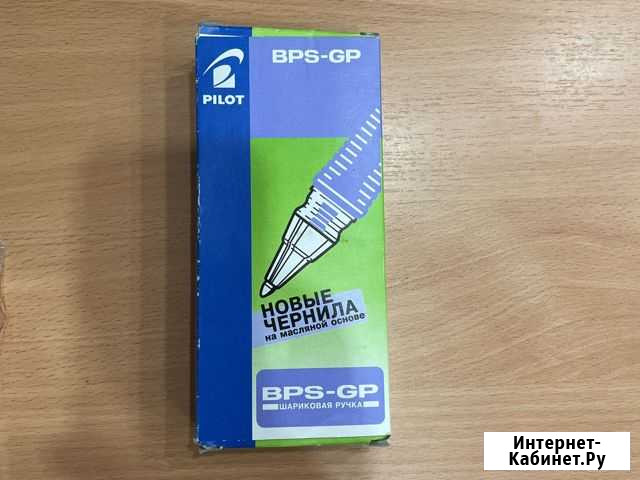 BPS-GP
PILOT
НОВЫЕ
ЧЕРНИЛА
на масляной основе
BPS-GP
ШАРИКОВАЯ РУЧКА
Интернет-
Кабинет.Ру